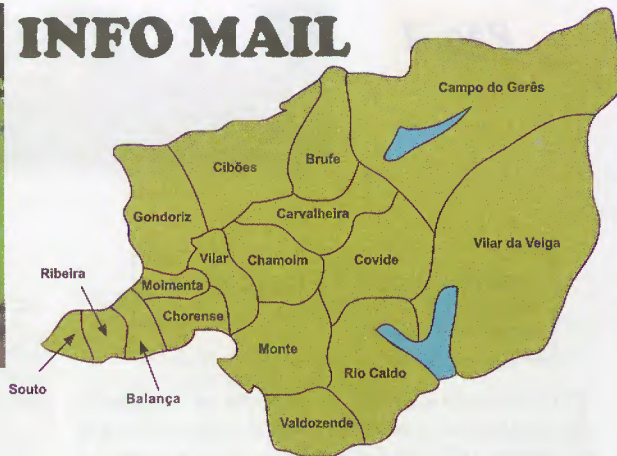 INFO MAIL
Campo do Gerês
Brufe
Cibões
Carvalheira
Gondoriz
Vilar da Veiga
Vilar
Chamoim
Covide
Ribeira
Moimenta
Chorense
Monte
Rio Caldo
Souto
Balança
Valdozende